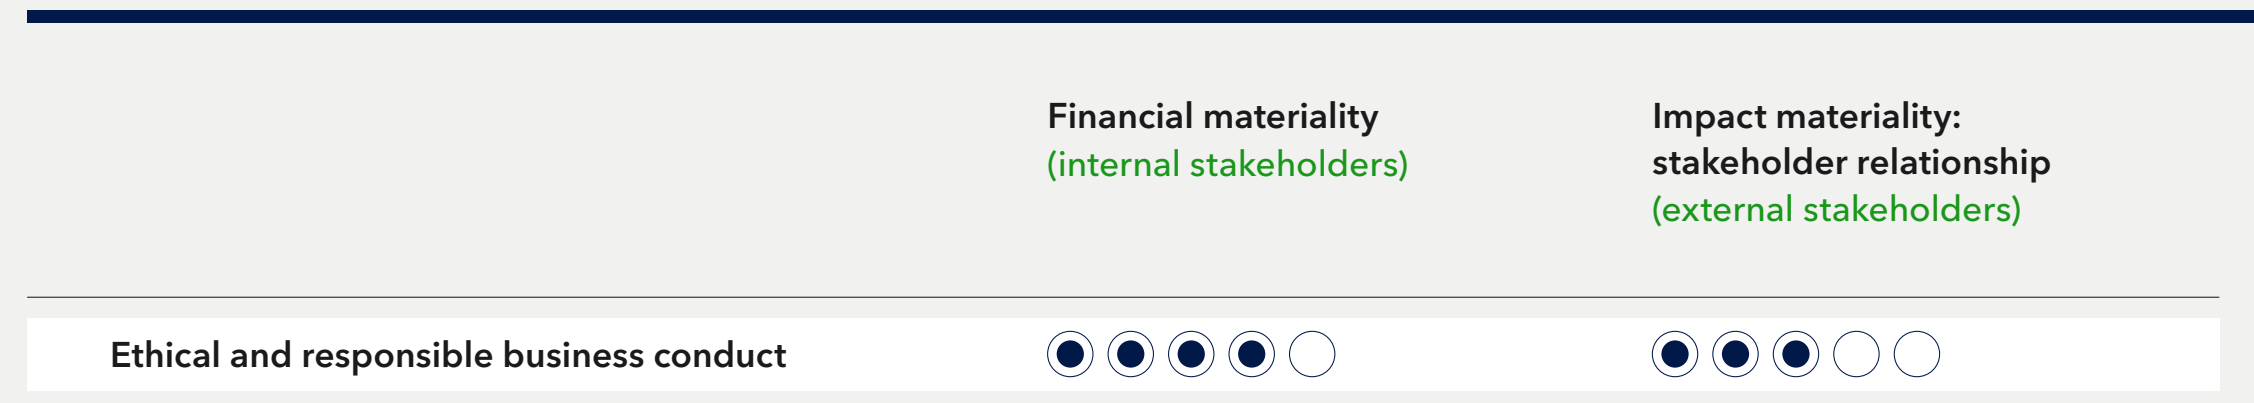 Financial materiality
(internal stakeholders)
Impact materiality:
stakeholder relationship
(external stakeholders)
Ethical and responsible business conduct